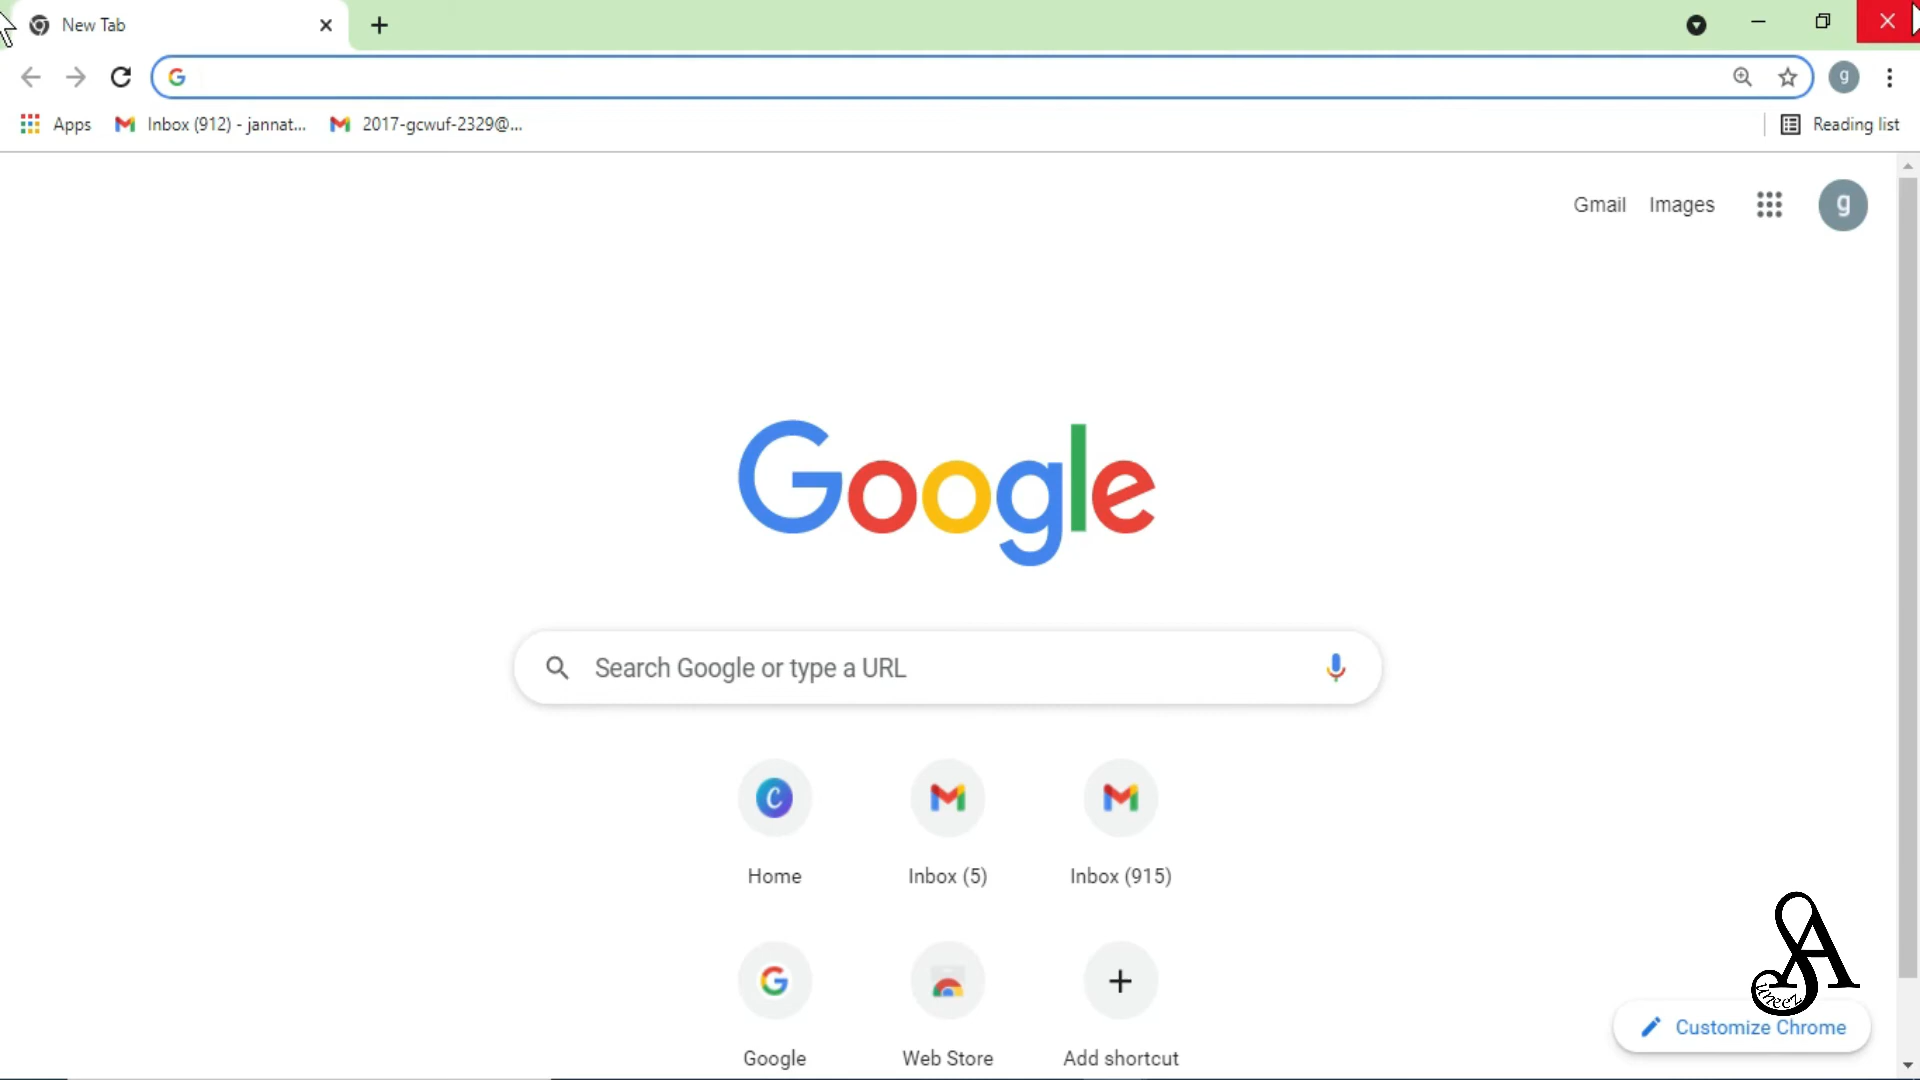 New Tab
Apps
Inbox (912) - jannat...
2017-gcwuf-2329@...
Reading list
g
Gmail
Images
g
Google
Search Google or type a URL
Home
Inbox (5)
Inbox (915)
Google
Web Store
Add shortcut
Customize Chrome